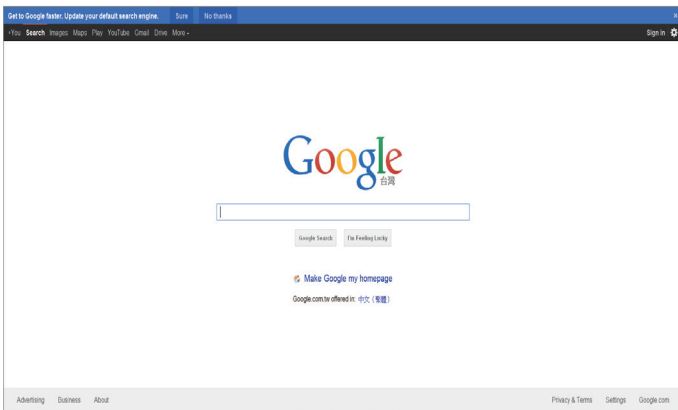 Get to Google faster. Update your default search engine. Sure No thanks x
+You Search Images Maps Play YouTube Gmail Drive More Sign in
Google
台灣
Google Search I'm Feeling Lucky
Make Google my homepage
Google.com.tw offered in: 中文 (繁體)
Advertising Business About Privacy & Terms Settings Google.com